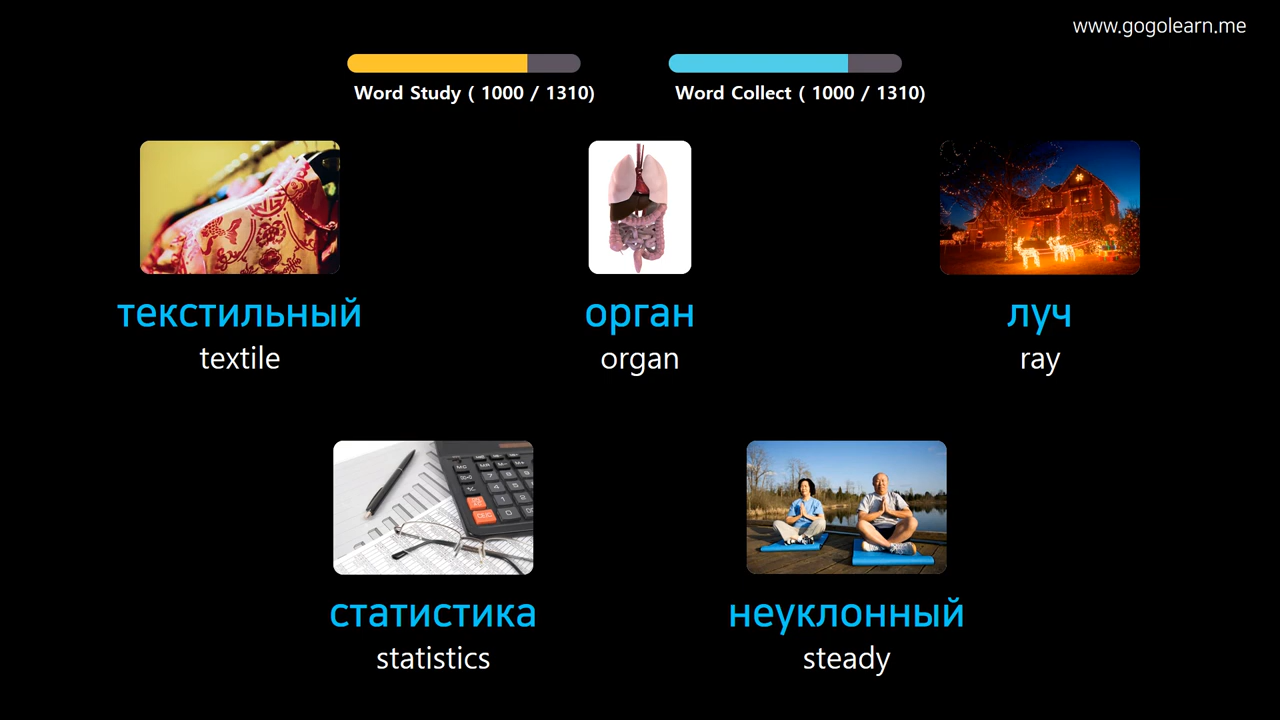 www.gogolearn.me
Word Study ( 1000 / 1310)
Word Collect ( 1000 / 1310)
текстильный
textile
орган
organ
луч
ray
статистика
statistics
неуклонный
steady